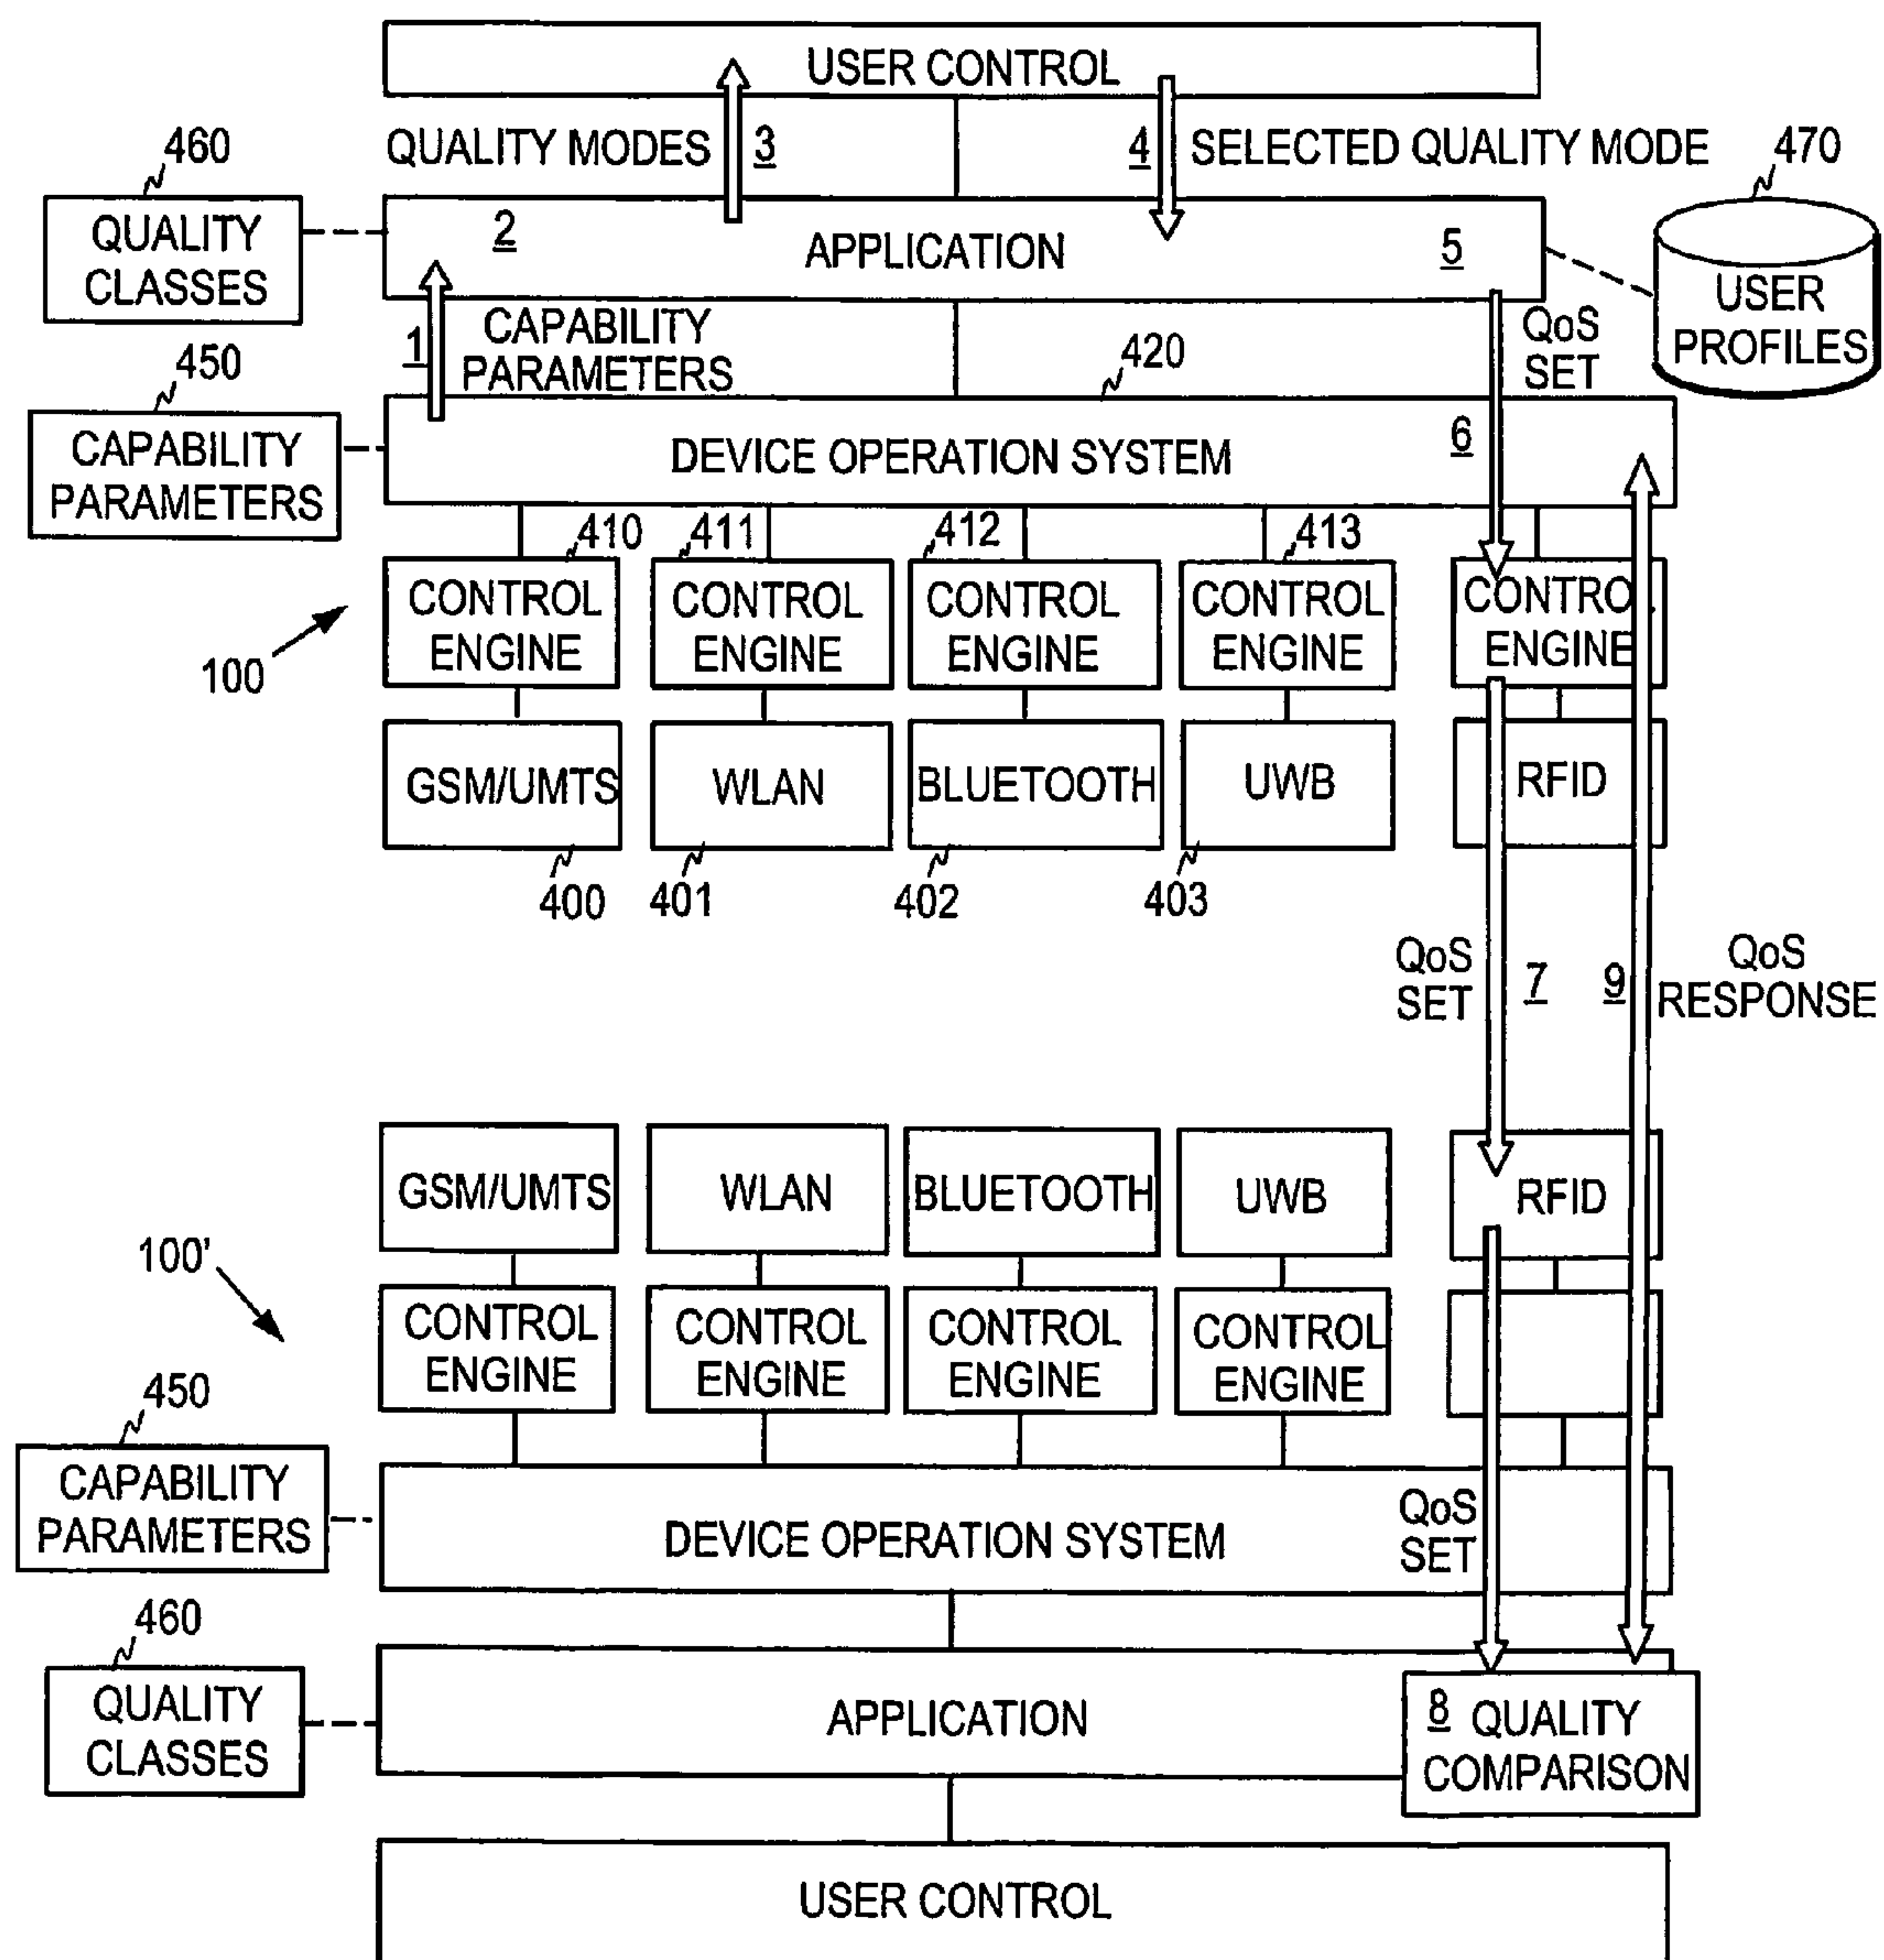 USER CONTROL
460
QUALITY MODES
3
4
SELECTED QUALITY MODE
470
QUALITY
CLASSES
2
APPLICATION
5
USER
PROFILES
450
1
CAPABILITY
PARAMETERS
420
QoS
SET
CAPABILITY
PARAMETERS
DEVICE OPERATION SYSTEM
6
410
411
412
413
100
CONTROL
ENGINE
CONTROL
ENGINE
CONTROL
ENGINE
CONTROL
ENGINE
CONTRO
ENGINE
GSM/UMTS
WLAN
BLUETOOTH
UWB
RFID
400
401
402
403
QoS
SET
7
9
QoS
RESPONSE
GSM/UMTS
WLAN
BLUETOOTH
UWB
RFID
100'
CONTROL
ENGINE
CONTROL
ENGINE
CONTROL
ENGINE
CONTROL
ENGINE
450
CAPABILITY
PARAMETERS
DEVICE OPERATION SYSTEM
QoS
SET
460
QUALITY
CLASSES
APPLICATION
8 QUALITY
COMPARISON
USER CONTROL